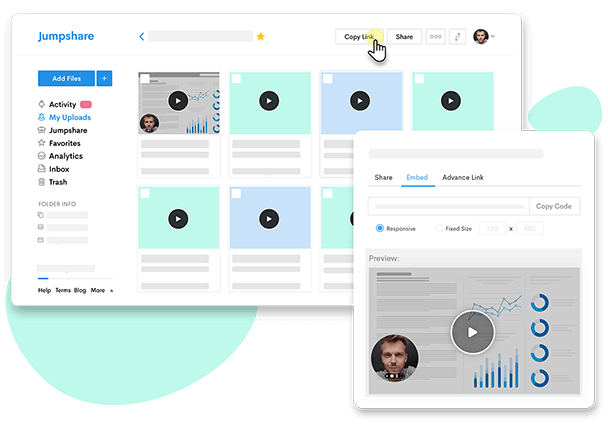 Jumpshare
Copy Link
Share
Add Files
+
Activity
My Uploads
Jumpshare
Favorites
Analytics
Inbox
Trash
FOLDER INFO
Help Terms Blog More
Share Embed Advance Link
Copy Code
Responsive Fixed Size 720 x 480
Preview: